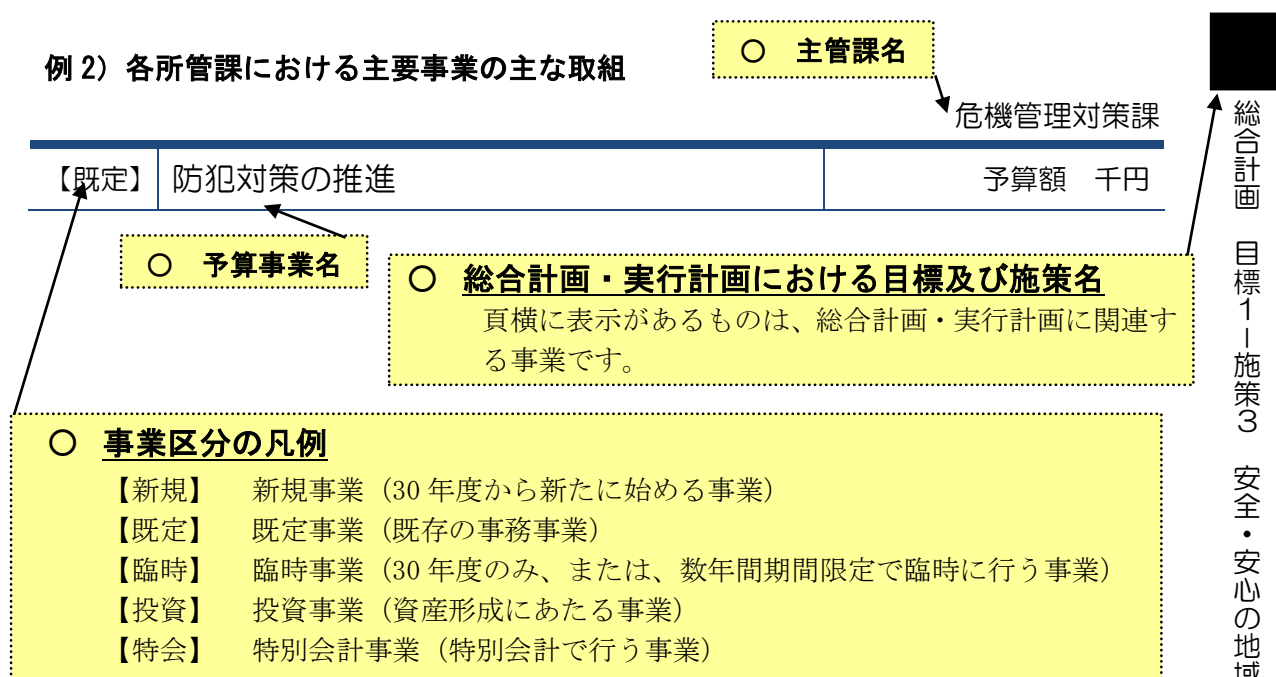 例2）各所管課における主要事業の主な取組
○　主管課名
危機管理対策課
【既定】　防犯対策の推進　予算額　千円
○　予算事業名
○　総合計画・実行計画における目標及び施策名
頁横に表示があるものは、総合計画・実行計画に関連す
る事業です。
○　事業区分の凡例
【新規】　新規事業（30年度から新たに始める事業）
【既定】　既定事業（既存の事務事業）
【臨時】　臨時事業（30年度のみ、または、数年間期間限定で臨時に行う事業）
【投資】　投資事業（資産形成にあたる事業）
【特会】　特別会計事業（特別会計で行う事業）
総合計画　目標１ー施策３　安全・安心の地域